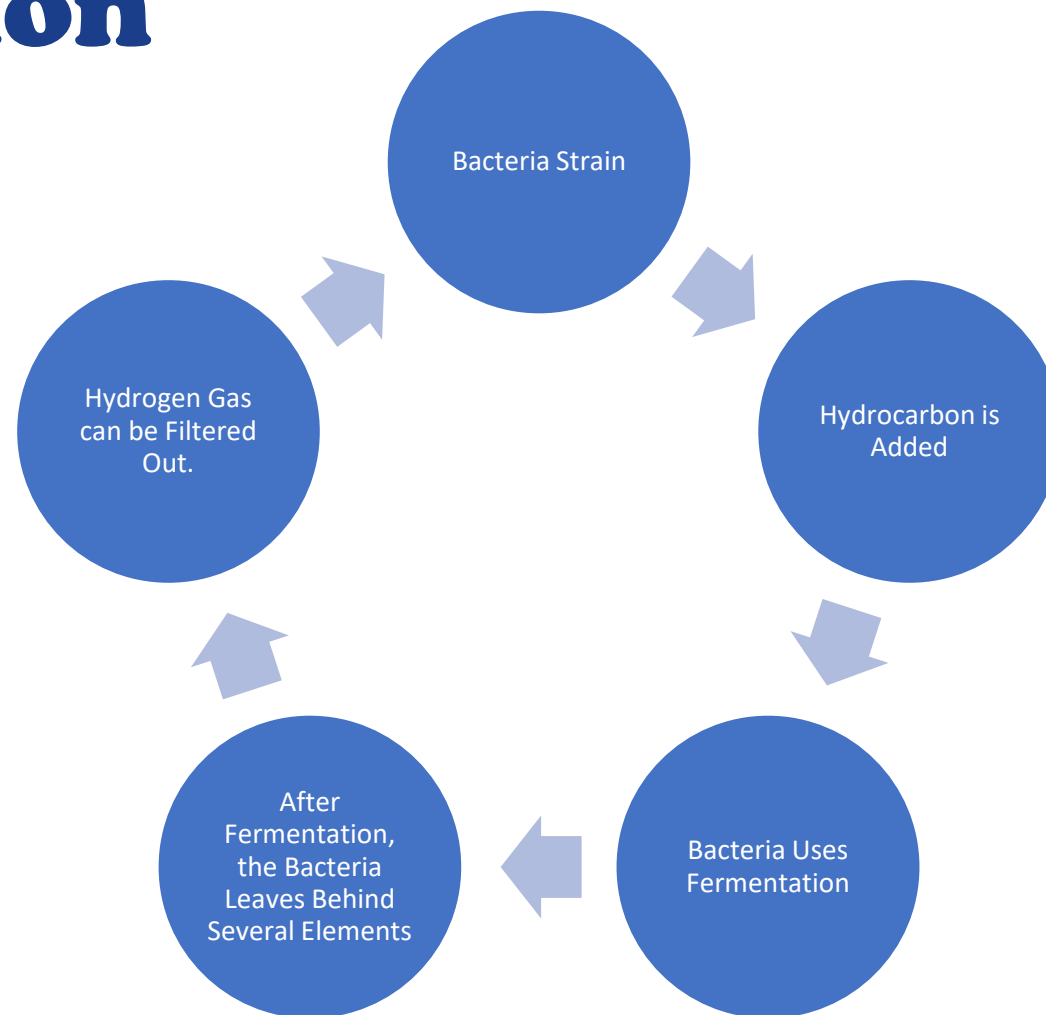 on
Bacteria Strain
Hydrocarbon is
Added
Bacteria Uses
Fermentation
After
Fermentation,
the Bacteria
Leaves Behind
Several Elements
Hydrogen Gas
can be Filtered
Out.